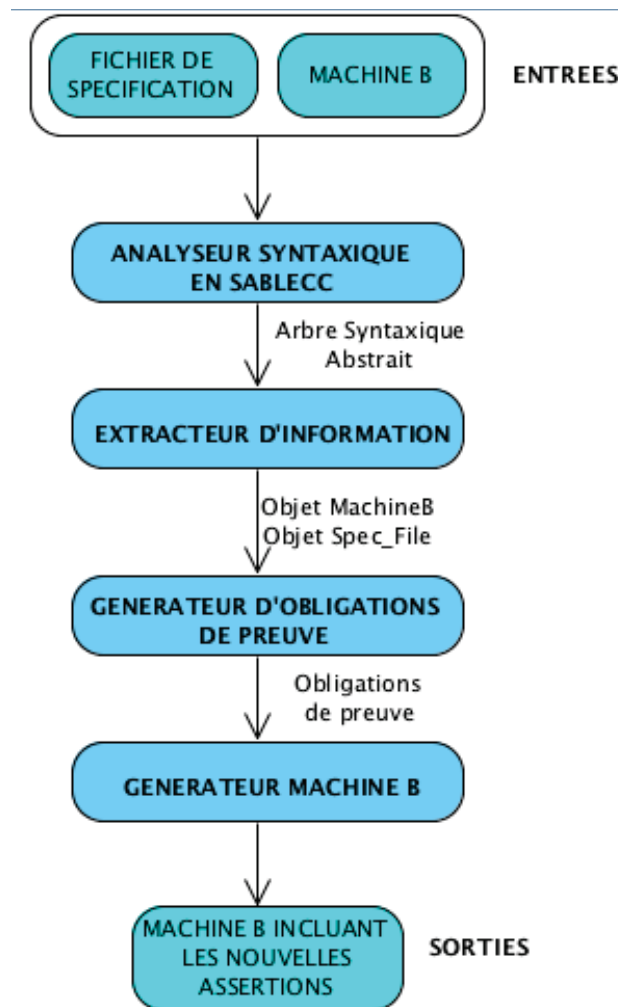 FICHIER DE
SPECIFICATION
MACHINE B
ENTREES
ANALYSEUR SYNTAXIQUE
EN SABLECC
Arbre Syntaxique
Abstrait
EXTRACTEUR D'INFORMATION
Objet MachineB
Objet Spec_File
GENERATEUR D'OBLIGATIONS
DE PREUVE
Obligations
de preuve
GENERATEUR MACHINE B
MACHINE B INCLUANT
LES NOUVELLES
ASSERTIONS
SORTIES